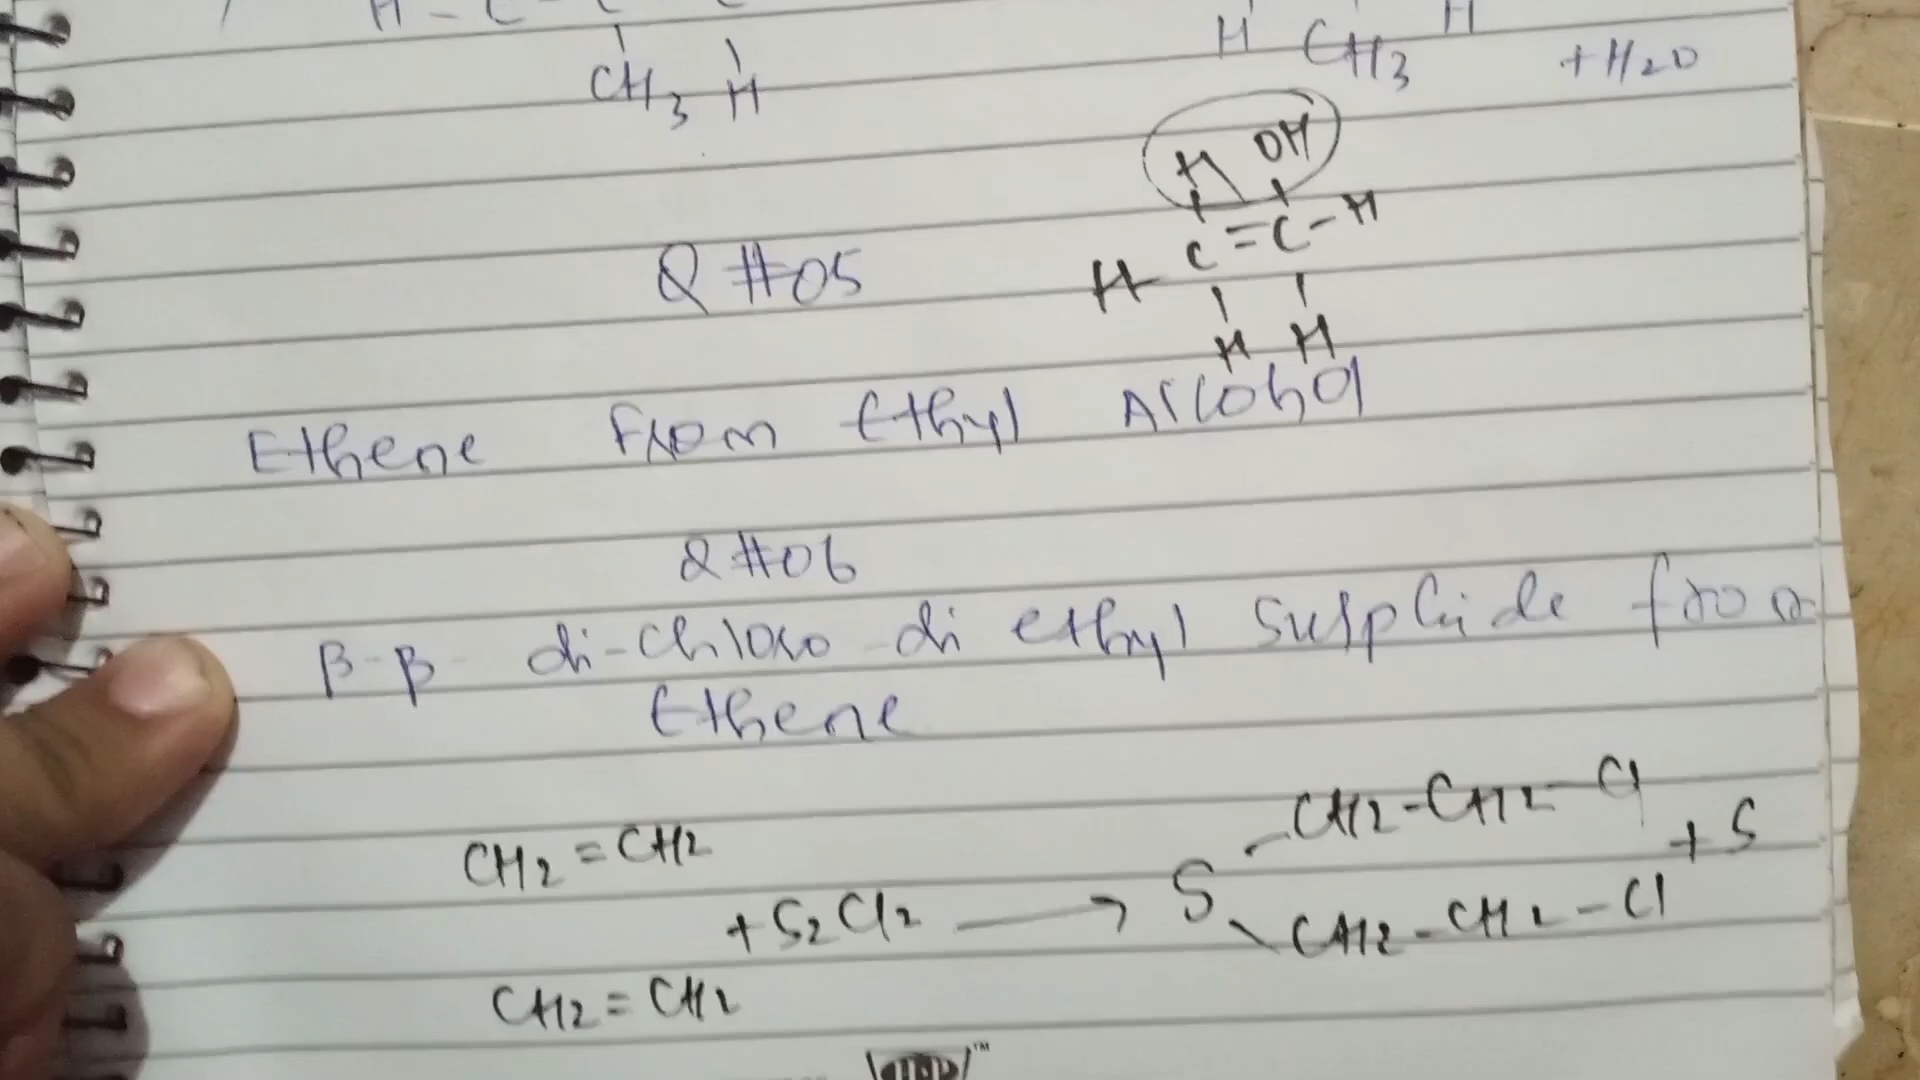 H - C - C C
CH3 H
H CH3 H
+ H2O
H OH
Q #05
C = C - H
H
H H
Ethene From Ethyl Alcohol
Q #06
β-β- di-chloro-di ethyl sulphide from
Ethene
CH2 = CH2
+ S2Cl2 → S
CH2 - CH2 - Cl
+ S
CH2 - CH2 - Cl
CH2 = CH2
TM